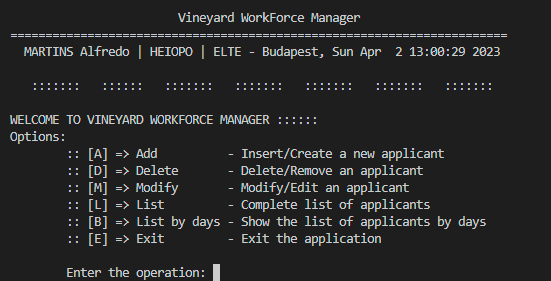 Vineyard WorkForce Manager
=======================================================================
MARTINS Alfredo | HEIOPO | ELTE - Budapest, Sun Apr  2 13:00:29 2023
:::::::   :::::::   :::::::   :::::::   :::::::   :::::::   :::::::
WELCOME TO VINEYARD WORKFORCE MANAGER ::::::
Options:
:: [A] => Add          - Insert/Create a new applicant
:: [D] => Delete       - Delete/Remove an applicant
:: [M] => Modify       - Modify/Edit an applicant
:: [L] => List         - Complete list of applicants
:: [B] => List by days - Show the list of applicants by days
:: [E] => Exit         - Exit the application
Enter the operation: